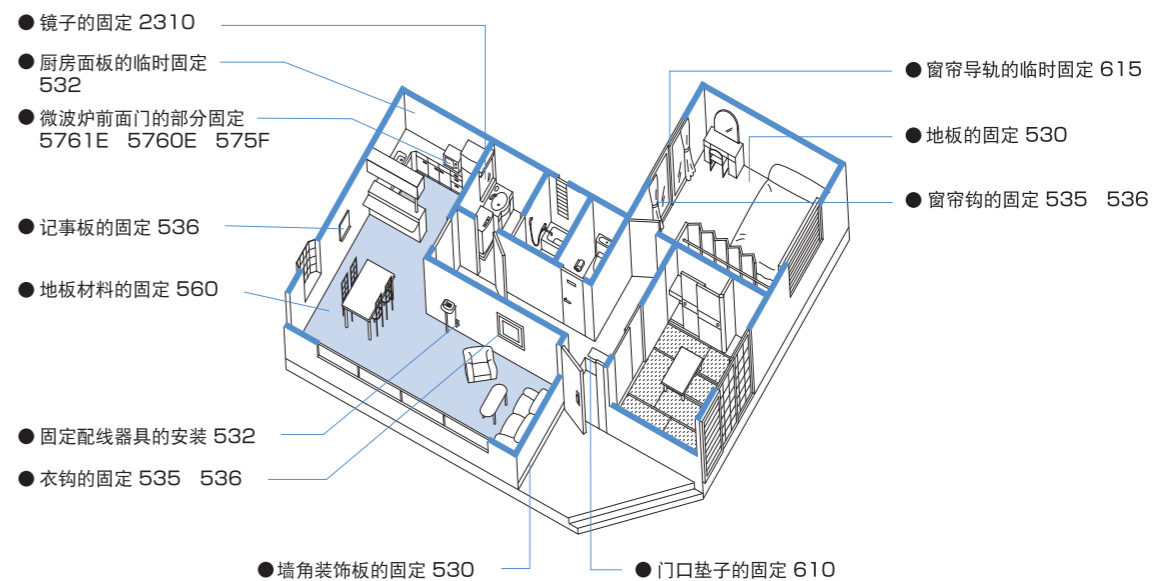 ● 镜子的固定 2310
● 厨房面板的临时固定
532
● 微波炉前面门的部分固定
5761E 5760E 575F
● 记事板的固定 536
● 地板材料的固定 560
● 固定配线器具的安装 532
● 衣钩的固定 535 536
● 墙角装饰板的固定 530
● 门口垫子的固定 610
● 窗帘导轨的临时固定 615
● 地板的固定 530
● 窗帘钩的固定 535 536